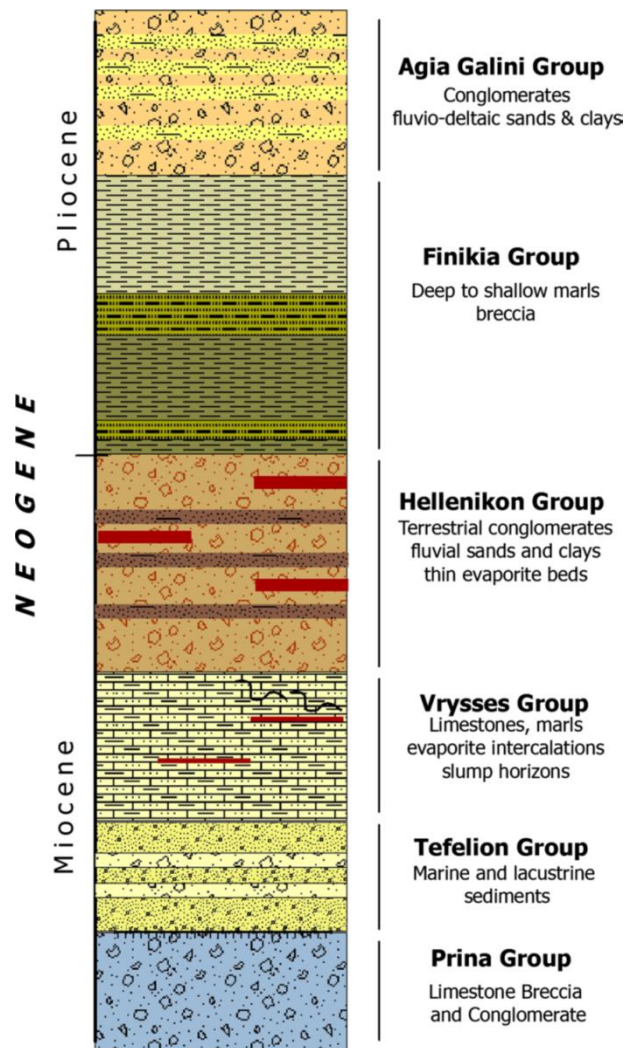 Agia Galini Group
Conglomerates
fluvio-deltaic sands & clays
Pliocene
Finikia Group
Deep to shallow marls
breccia
NEOGENE
Hellenikon Group
Terrestrial conglomerates
fluvial sands and clays
thin evaporite beds
Miocene
Vrysses Group
Limestones, marls
evaporite intercalations
slump horizons
Tefelion Group
Marine and lacustrine
sediments
Prina Group
Limestone Breccia
and Conglomerate